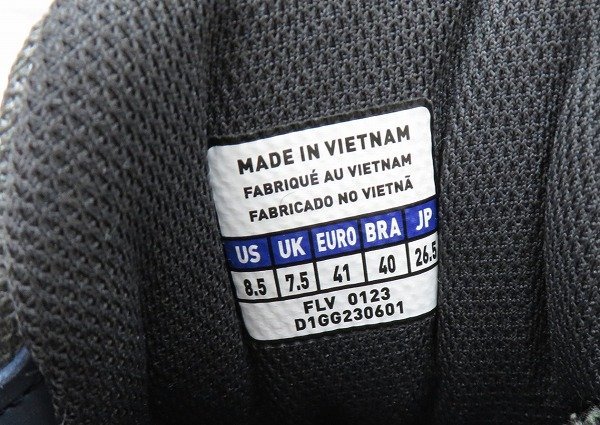 MADE IN VIETNAM
FABRIQUÉ AU VIETNAM
FABRICADO NO VIETNÃ
US UK EURO BRA JP
8.5 7.5 41 40 26.5
FLV 0123
D1GG230601